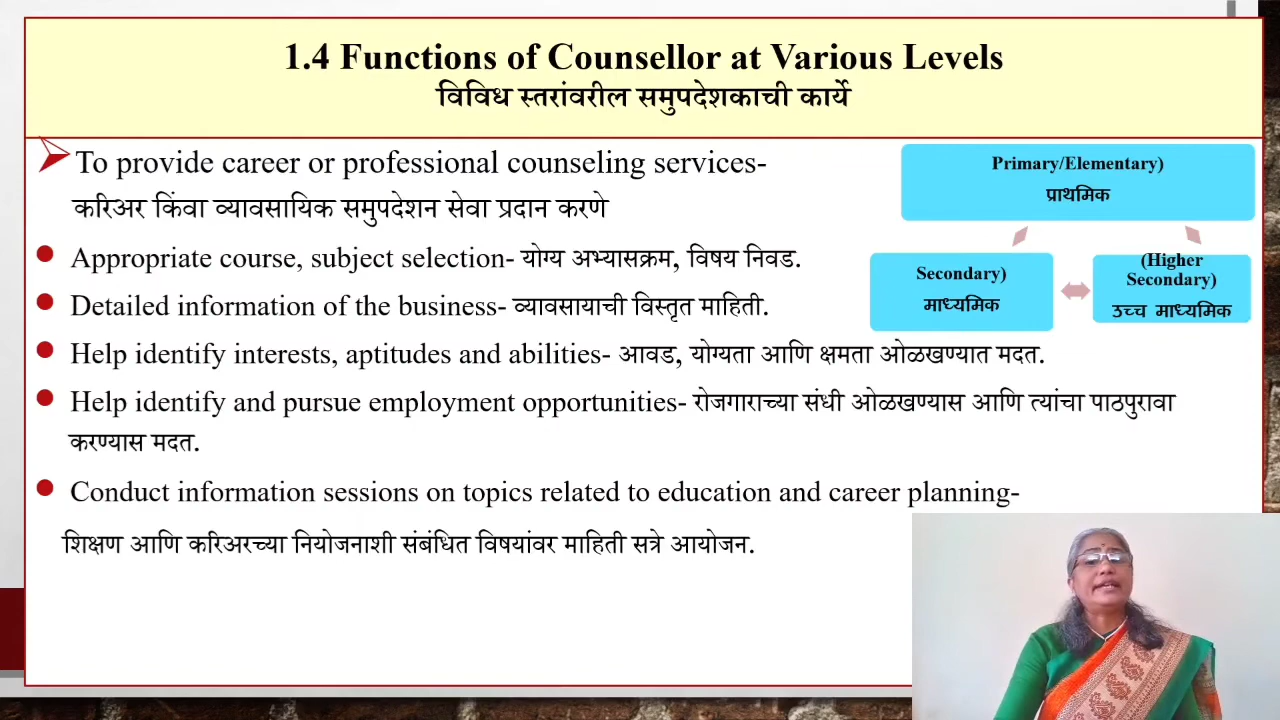 1.4 Functions of Counsellor at Various Levels
विविध स्तरांवरील समुपदेशकाची कार्ये
To provide career or professional counseling services-
करिअर किंवा व्यावसायिक समुपदेशन सेवा प्रदान करणे
Appropriate course, subject selection- योग्य अभ्यासक्रम, विषय निवड.
Detailed information of the business- व्यावसायाची विस्तृत माहिती.
Help identify interests, aptitudes and abilities- आवड, योग्यता आणि क्षमता ओळखण्यात मदत.
Help identify and pursue employment opportunities- रोजगाराच्या संधी ओळखण्यास आणि त्यांचा पाठपुरावा
करण्यास मदत.
Conduct information sessions on topics related to education and career planning-
शिक्षण आणि करिअरच्या नियोजनाशी संबंधित विषयांवर माहिती सत्रे आयोजन.
Primary/Elementary)
प्राथमिक
Secondary)
माध्यमिक
(Higher
Secondary)
उच्च माध्यमिक